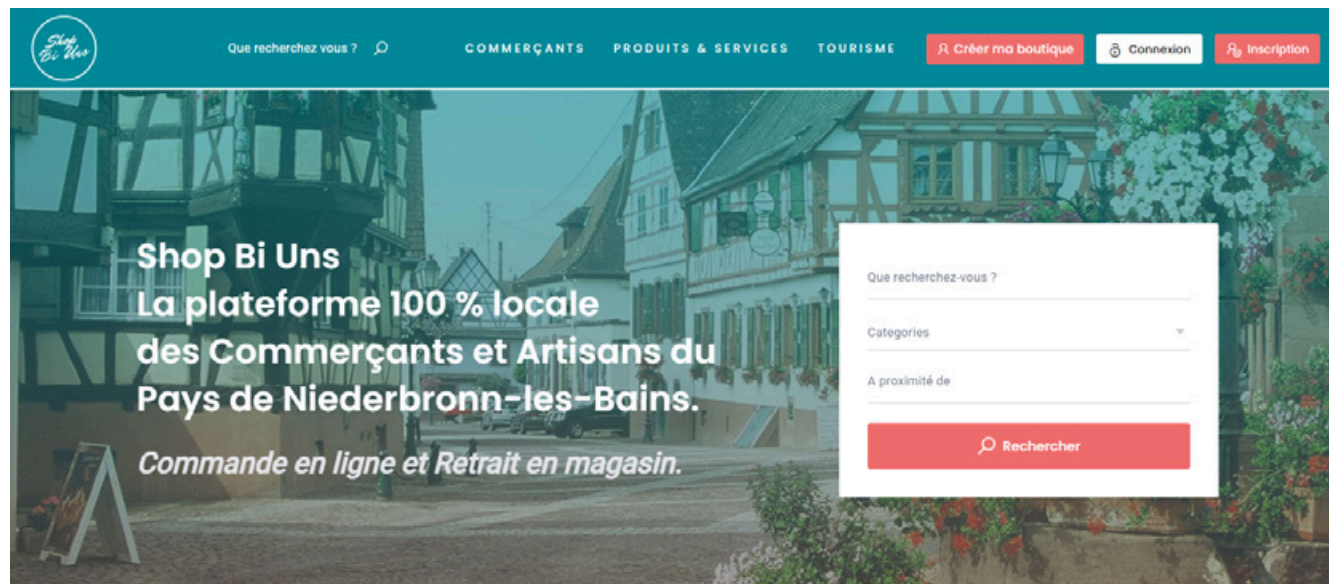 Shop
Bi Uns
Que recherchez vous ?
COMMERÇANTS
PRODUITS & SERVICES
TOURISME
Créer ma boutique
Connexion
Inscription
Shop Bi Uns
La plateforme 100 % locale
des Commerçants et Artisans du
Pays de Niederbronn-les-Bains.
Commande en ligne et Retrait en magasin.
Que recherchez-vous ?
Categories
A proximité de
Rechercher